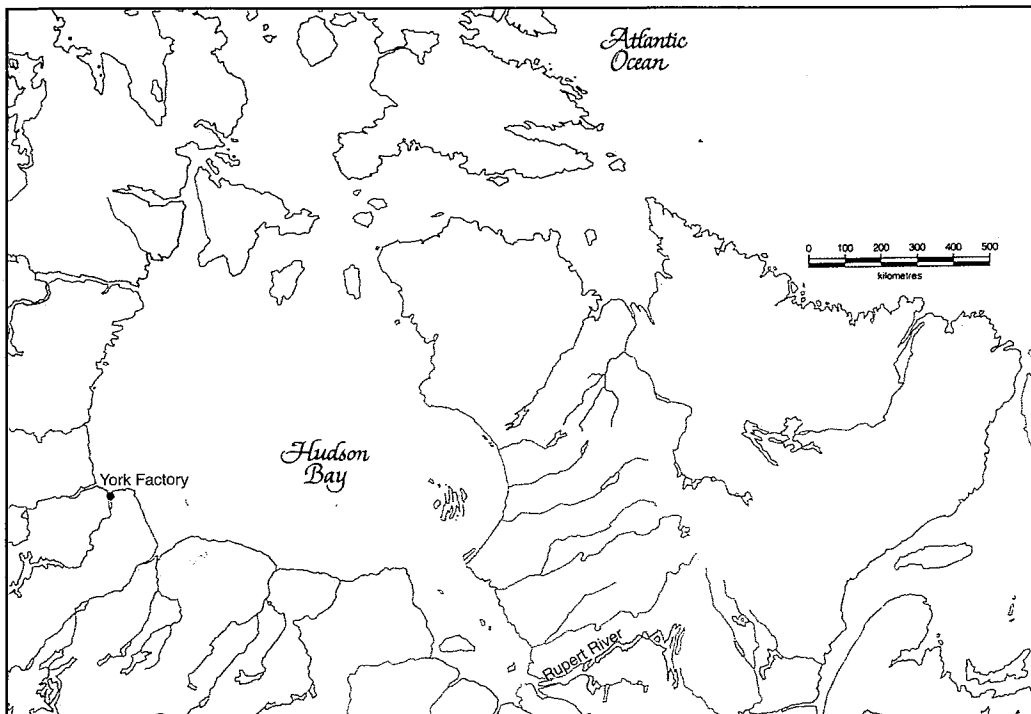 Atlantic
Ocean
0 100 200 300 400 500
kilometres
Hudson
Bay
York Factory
Rupert River